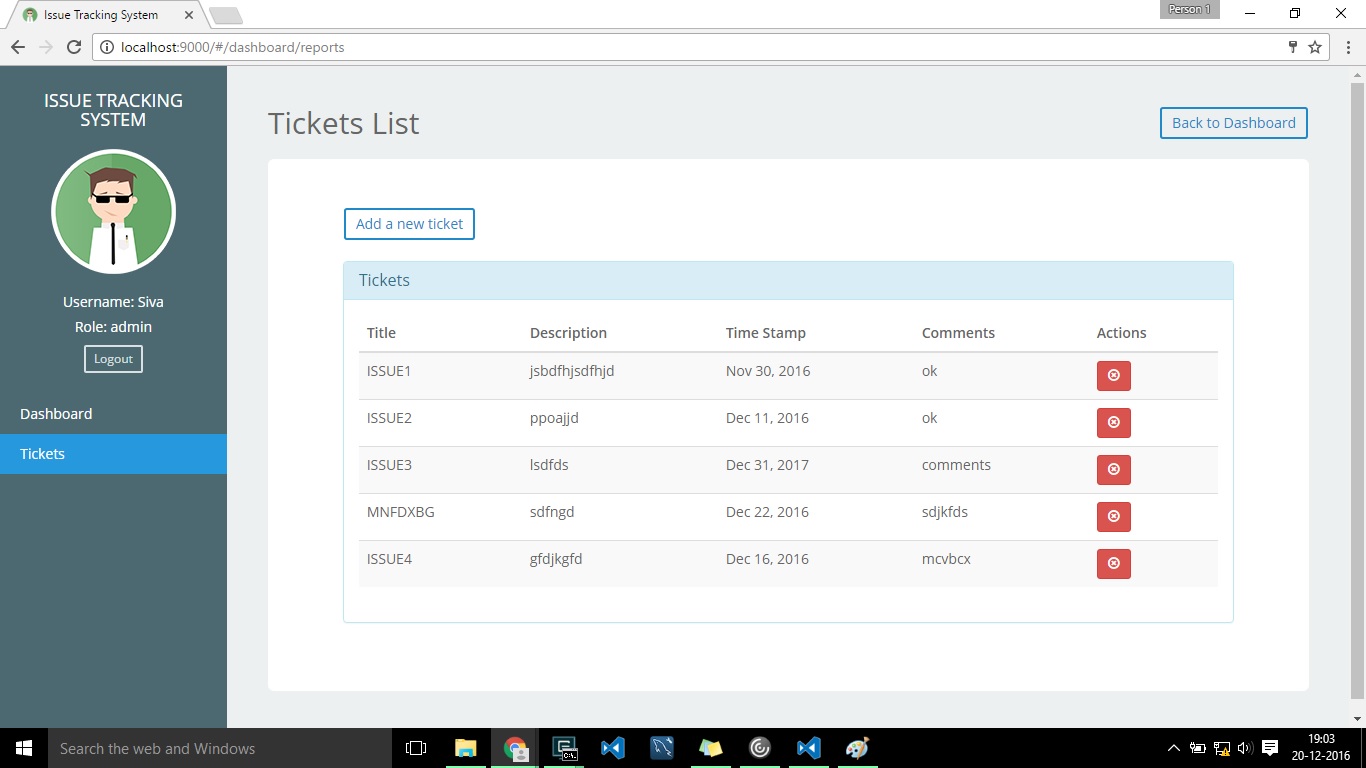 Issue Tracking System
Person 1
localhost:9000/#/dashboard/reports
ISSUE TRACKING
SYSTEM
Username: Siva
Role: admin
Logout
Dashboard
Tickets
Tickets List
Back to Dashboard
Add a new ticket
Tickets
Title Description Time Stamp Comments Actions
ISSUE1 jsbdfhjsdfhjd Nov 30, 2016 ok
ISSUE2 ppoajjd Dec 11, 2016 ok
ISSUE3 lsdfds Dec 31, 2017 comments
MNFDXBG sdfngd Dec 22, 2016 sdjkfds
ISSUE4 gfdjkgfd Dec 16, 2016 mcvbcx
Search the web and Windows
19:03
20-12-2016